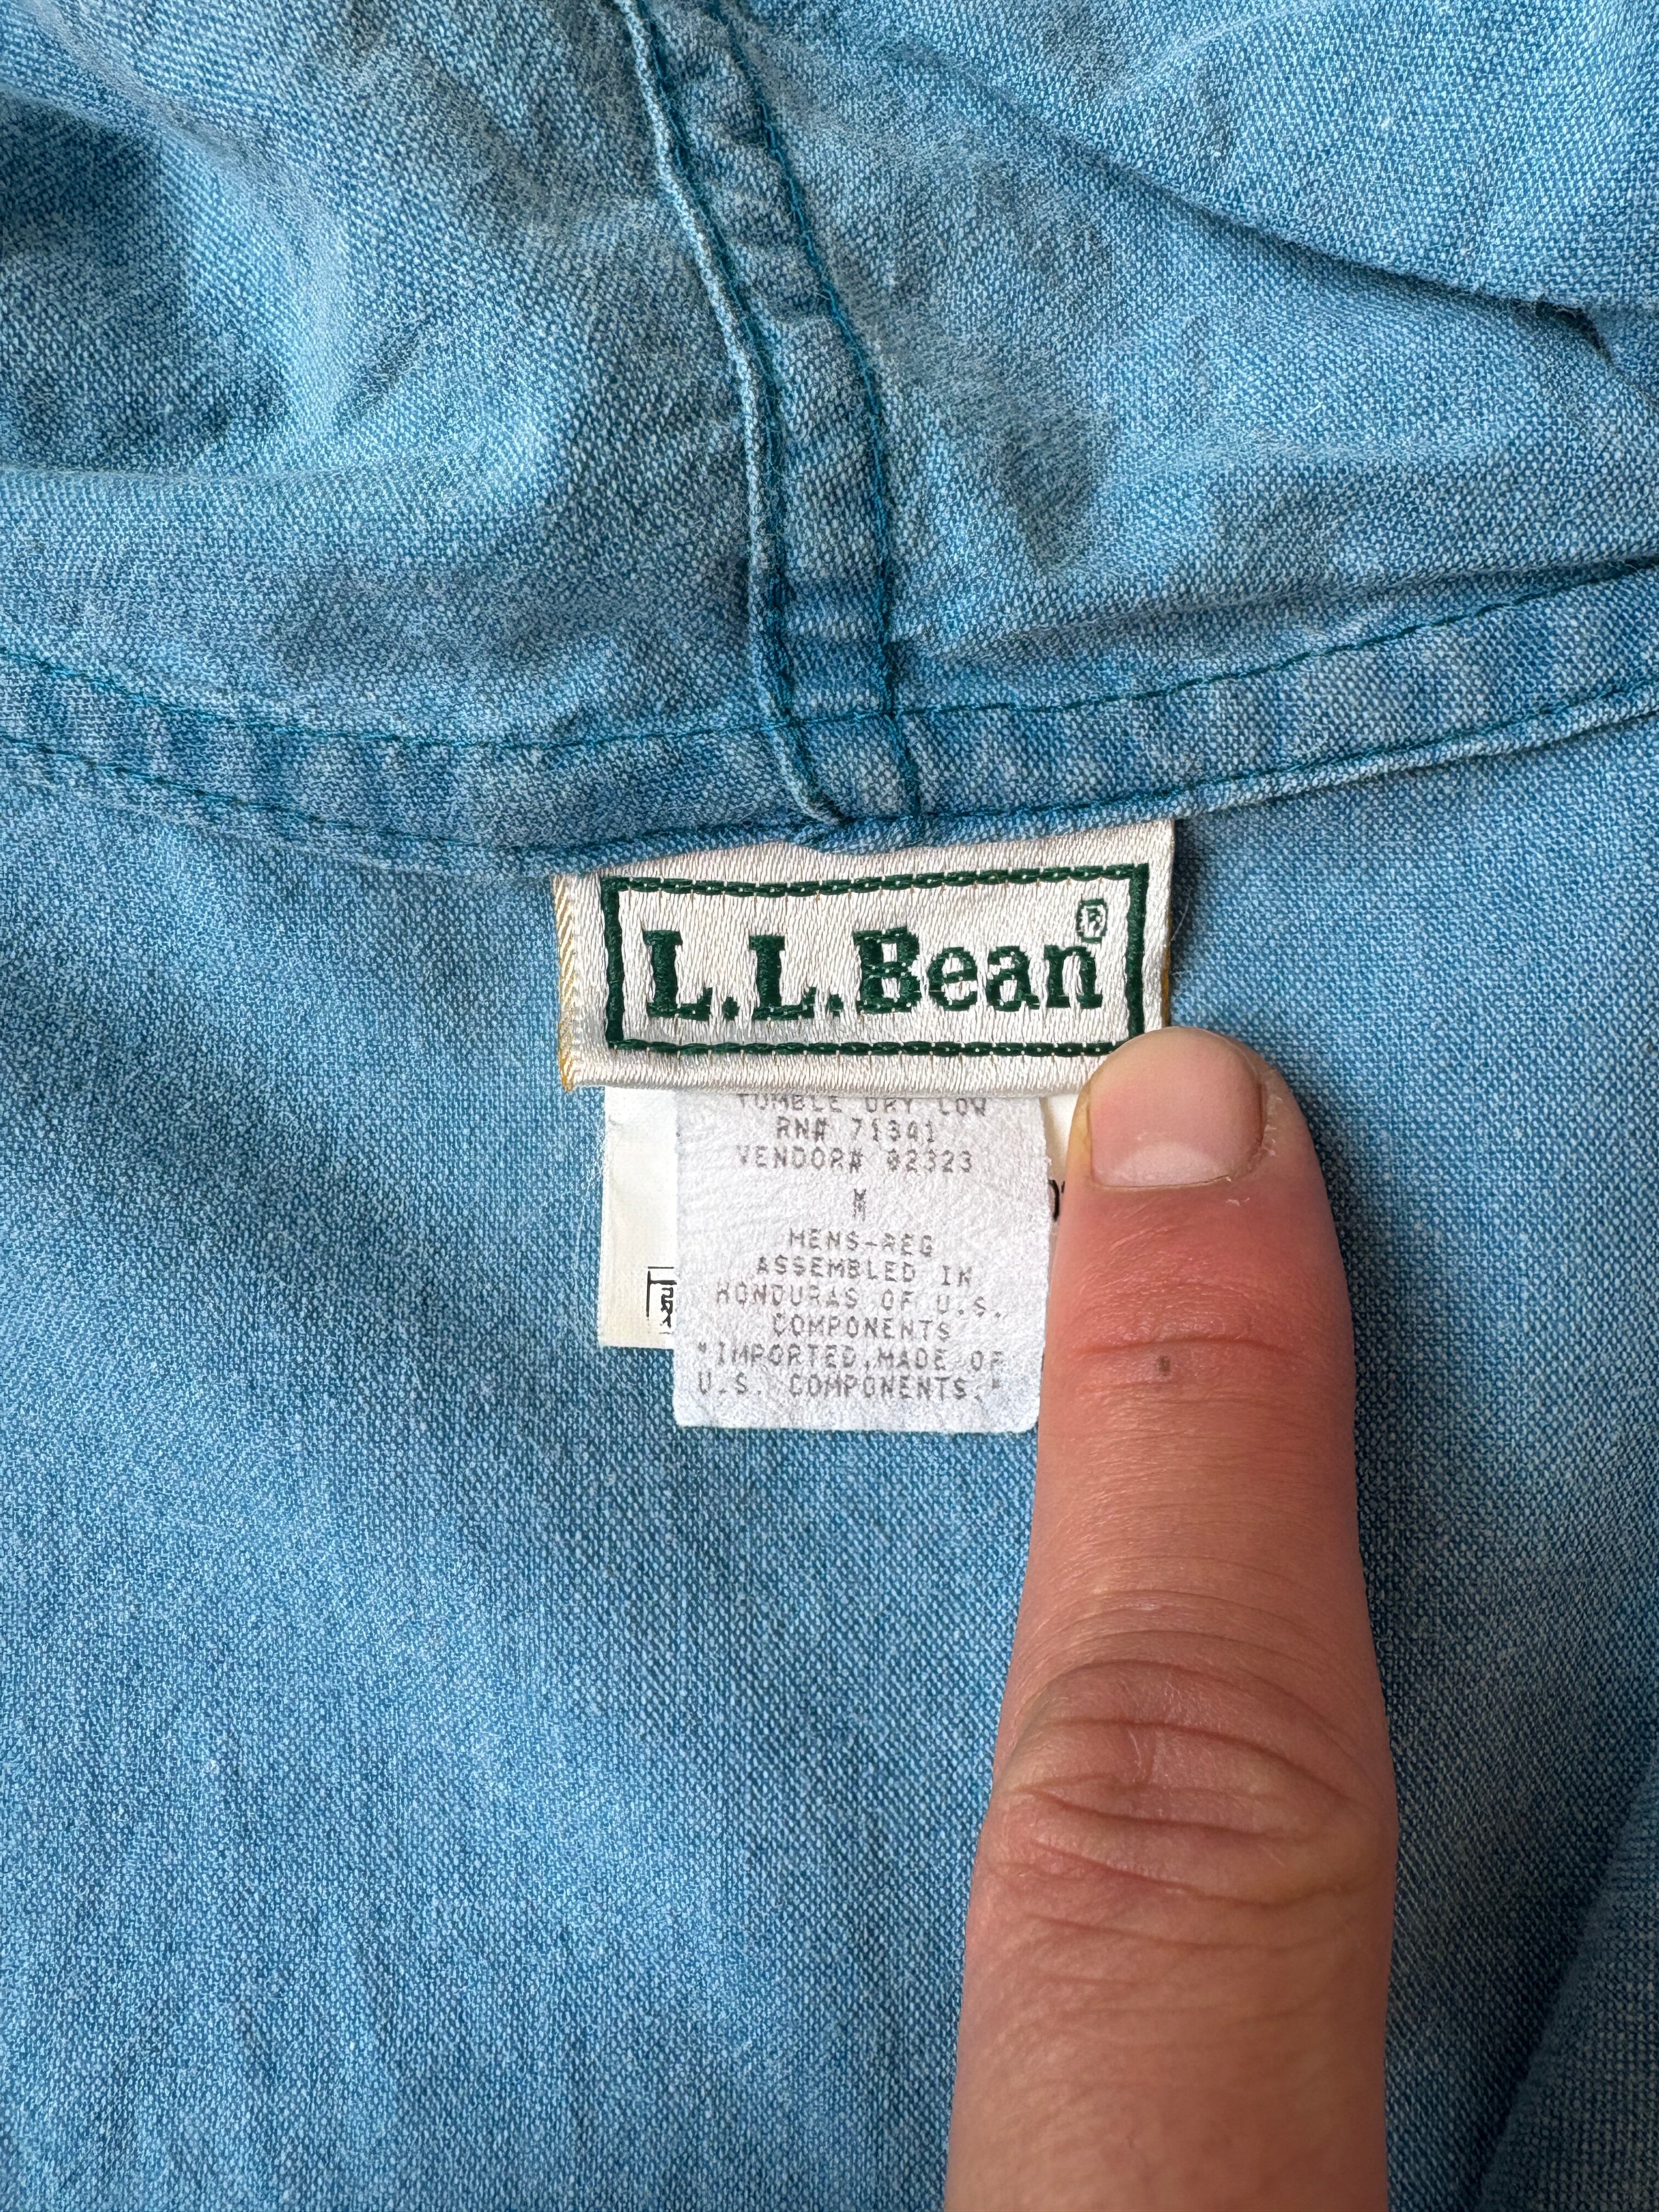 L.L.Bean®
TUMBLE DRY LOW
RN# 71341
VENDOR# 02323
M
MENS-REG
ASSEMBLED IN
HONDURAS OF U.S.
COMPONENTS
"IMPORTED,MADE OF
U.S. COMPONENTS."